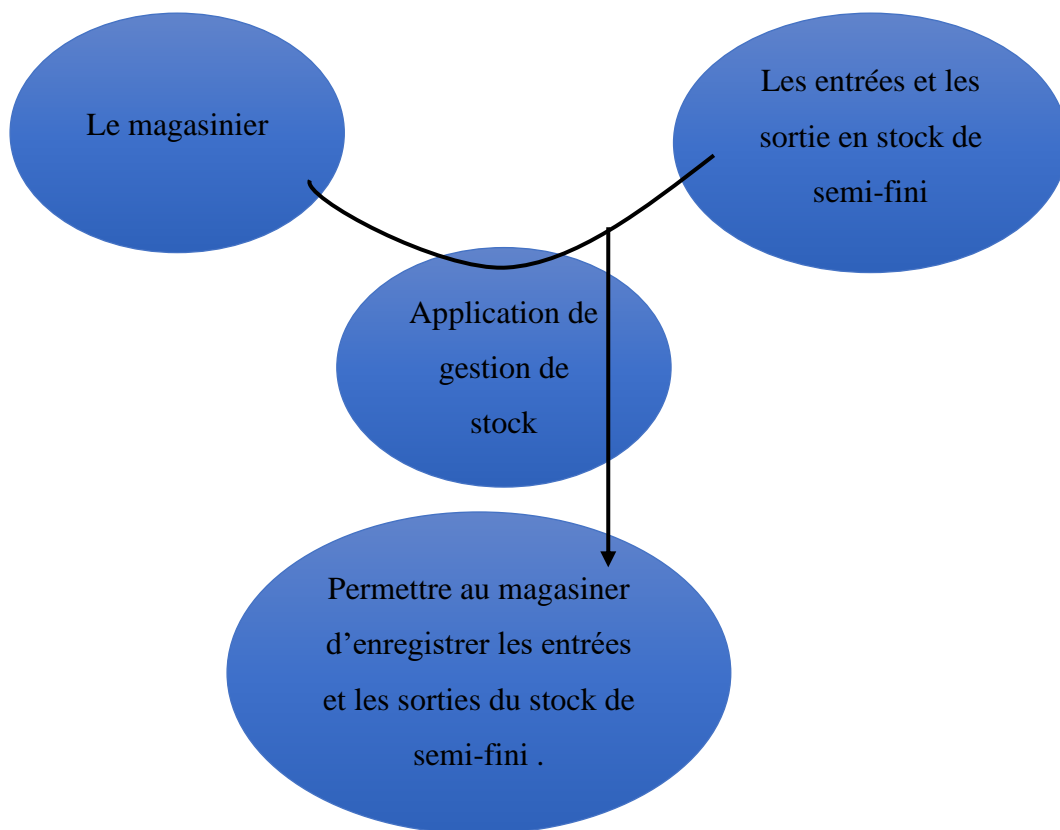 Le magasinier
Les entrées et les
sortie en stock de
semi-fini
Application de
gestion de
stock
Permettre au magasiner
d’enregistrer les entrées
et les sorties du stock de
semi-fini .